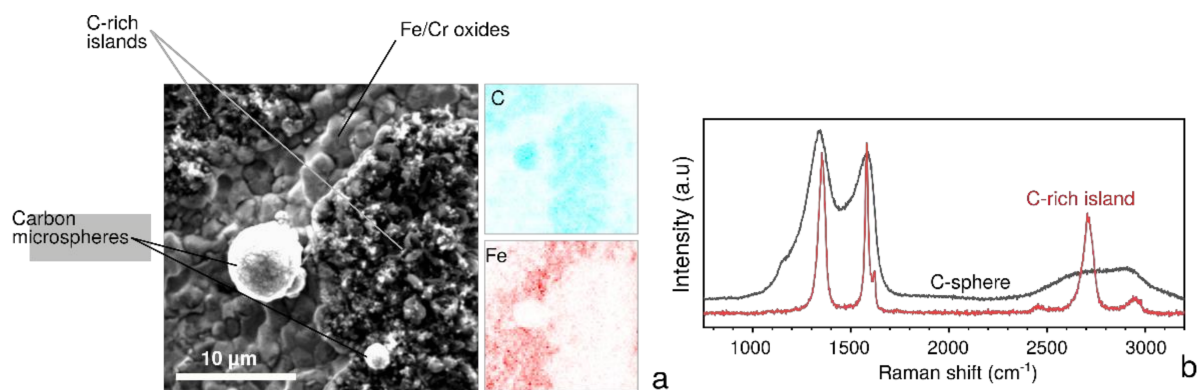 C-rich
islands
Fe/Cr oxides
Carbon
microspheres
10 μm
C
Fe
a
Intensity (a.u)
C-rich island
C-sphere
1000 1500 2000 2500 3000
Raman shift (cm⁻¹)
b